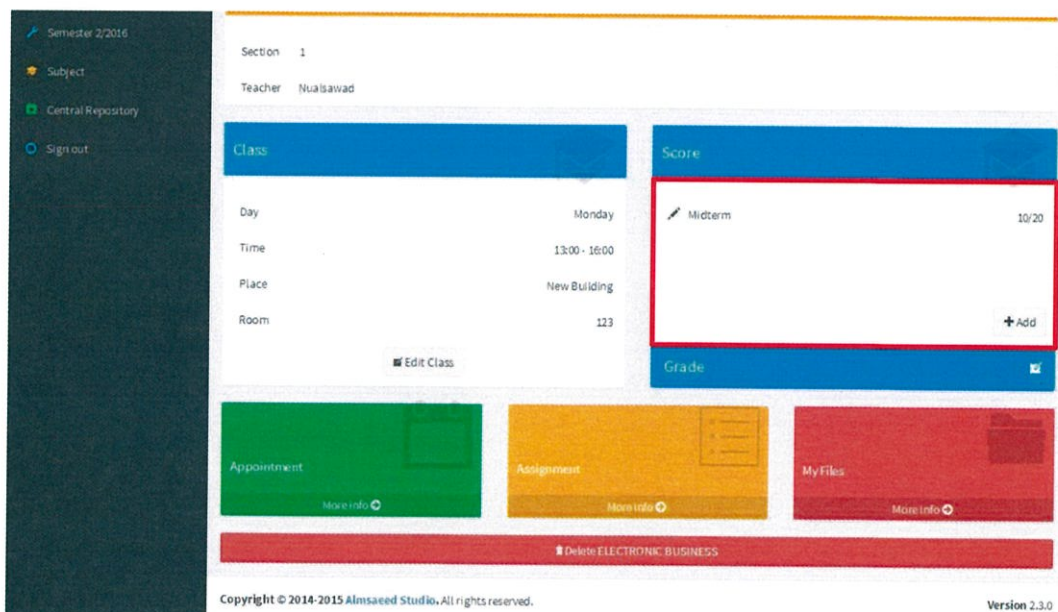 Semester 2/2016
Subject
Central Repository
Sign out
Section 1
Teacher Nualsawad
Class
Day Monday
Time 13:00 - 16:00
Place New Building
Room 123
Edit Class
Score
Midterm 10/20
+ Add
Grade
Appointment
More info
Assignment
More info
My Files
More info
Delete ELECTRONIC BUSINESS
Copyright © 2014-2015 Almsaeed Studio. All rights reserved.
Version 2.3.0